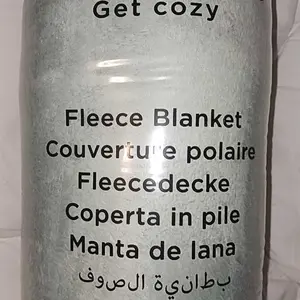 Get cozy
Fleece Blanket
Couverture polaire
Fleecedecke
Coperta in pile
Manta de lana
بطانية الصوف